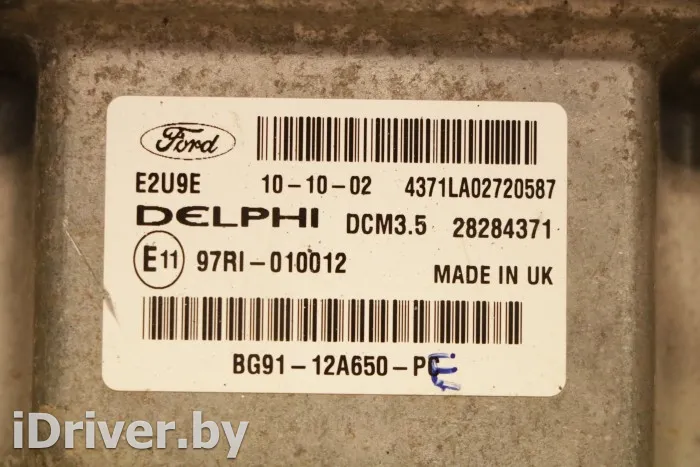 Ford
E2U9E 10-10-02 4371LA02720587
DELPHI DCM3.5 28284371
E11 97RI-010012 MADE IN UK
BG91-12A650-PE
iDriver.by